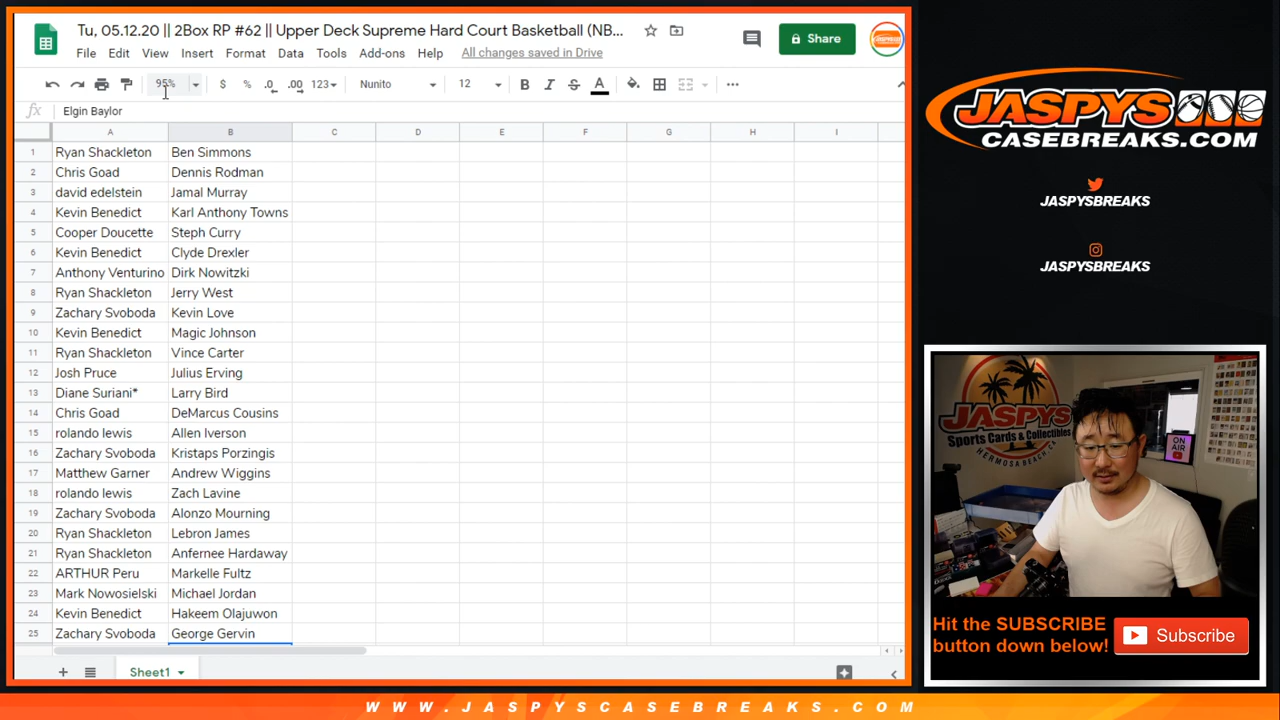 Tu, 05.12.20 || 2Box RP #62 || Upper Deck Supreme Hard Court Basketball (NB...
Share
File Edit View Insert Format Data Tools Add-ons Help All changes saved in Drive
95% $ % .0 .00 123 Nunito 12 B I S A
fx Elgin Baylor
A B C D E F G H I
1 Ryan Shackleton Ben Simmons
2 Chris Goad Dennis Rodman
3 david edelstein Jamal Murray
4 Kevin Benedict Karl Anthony Towns
5 Cooper Doucette Steph Curry
6 Kevin Benedict Clyde Drexler
7 Anthony Venturino Dirk Nowitzki
8 Ryan Shackleton Jerry West
9 Zachary Svoboda Kevin Love
10 Kevin Benedict Magic Johnson
11 Ryan Shackleton Vince Carter
12 Josh Pruce Julius Erving
13 Diane Suriani* Larry Bird
14 Chris Goad DeMarcus Cousins
15 rolando lewis Allen Iverson
16 Zachary Svoboda Kristaps Porzingis
17 Matthew Garner Andrew Wiggins
18 rolando lewis Zach Lavine
19 Zachary Svoboda Alonzo Mourning
20 Ryan Shackleton Lebron James
21 Ryan Shackleton Anfernee Hardaway
22 ARTHUR Peru Markelle Fultz
23 Mark Nowosielski Michael Jordan
24 Kevin Benedict Hakeem Olajuwon
25 Zachary Svoboda George Gervin
Sheet1
JASPYS
CASEBREAKS.COM
JASPYSBREAKS
JASPYSBREAKS
JASPYS
Sports Cards & Collectibles
HERMOSA BEACH
ON AIR
Hit the SUBSCRIBE
button down below!
Subscribe
WWW.JASPYSCASEBREAKS.COM